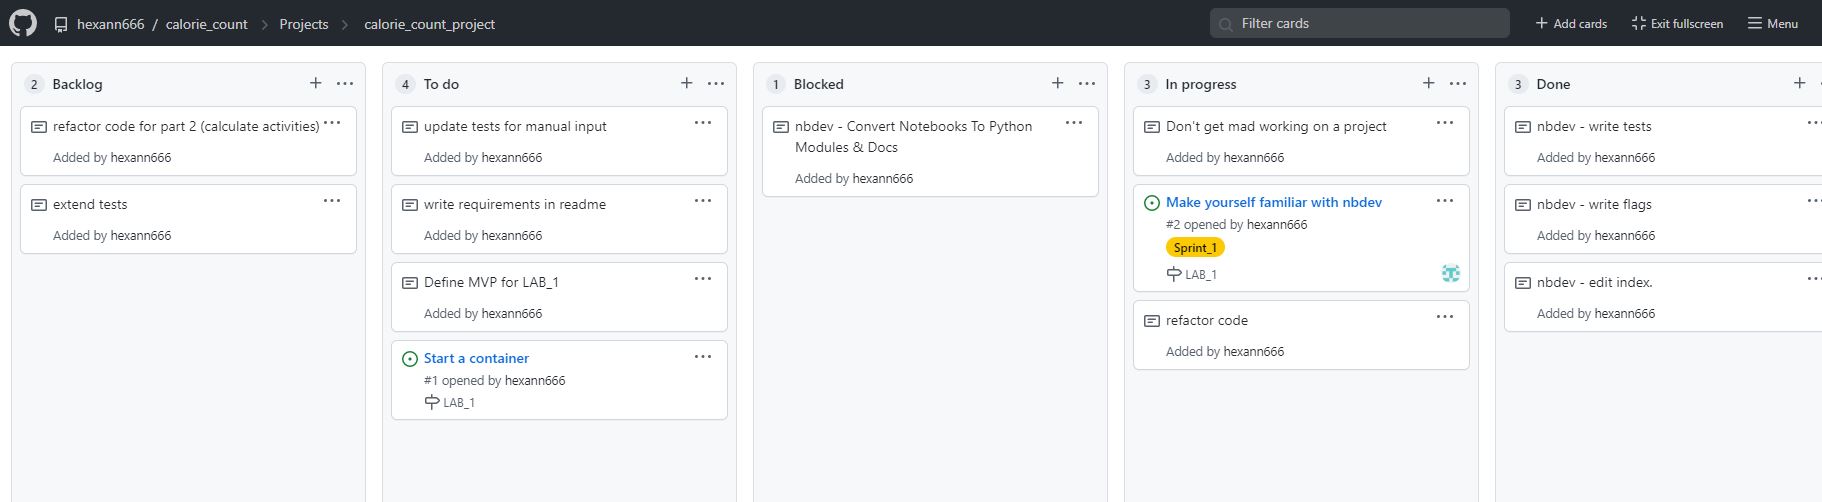 hexann666 / calorie_count > Projects > calorie_count_project
Filter cards
Add cards
Exit fullscreen
Menu
2 Backlog
refactor code for part 2 (calculate activities)
Added by hexann666
extend tests
Added by hexann666
4 To do
update tests for manual input
Added by hexann666
write requirements in readme
Added by hexann666
Define MVP for LAB_1
Added by hexann666
Start a container
#1 opened by hexann666
LAB_1
1 Blocked
nbdev - Convert Notebooks To Python
Modules & Docs
Added by hexann666
3 In progress
Don't get mad working on a project
Added by hexann666
Make yourself familiar with nbdev
#2 opened by hexann666
Sprint_1
LAB_1
refactor code
Added by hexann666
3 Done
nbdev - write tests
Added by hexann666
nbdev - write flags
Added by hexann666
nbdev - edit index.
Added by hexann666